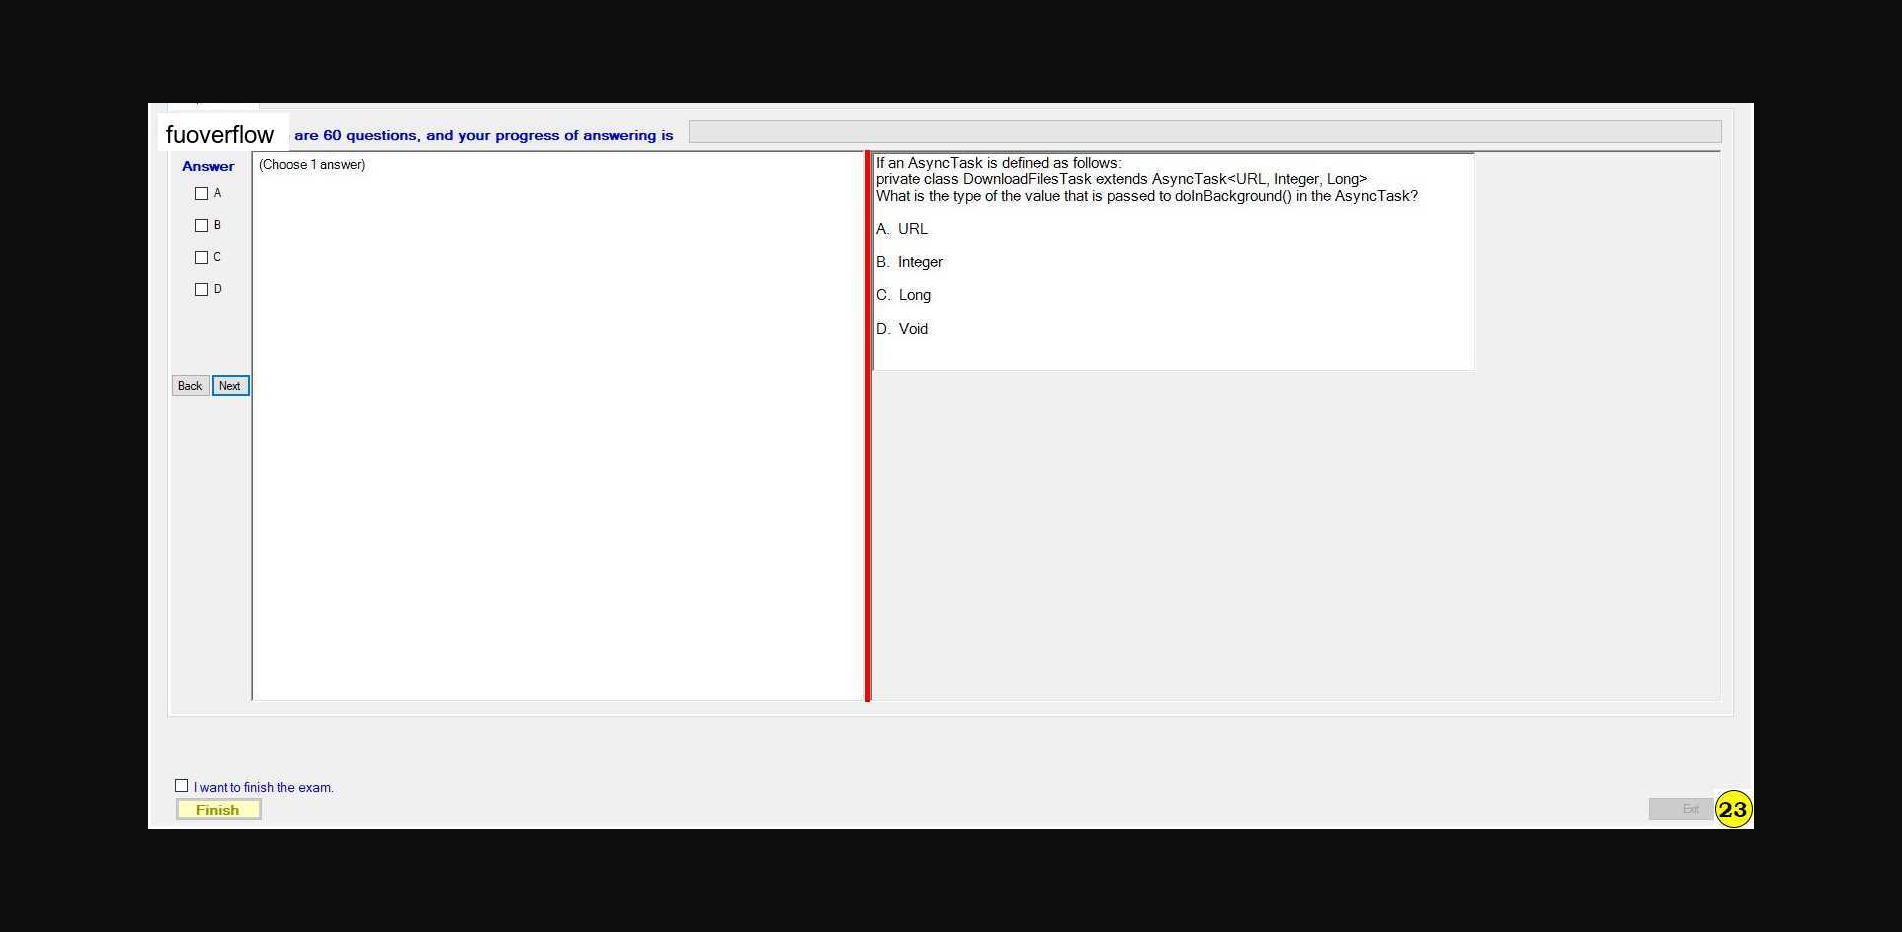 fuoverflow are 60 questions, and your progress of answering is
Answer
(Choose 1 answer)
A
B
C
D
Back Next
If an AsyncTask is defined as follows:
private class DownloadFilesTask extends AsyncTask<URL, Integer, Long>
What is the type of the value that is passed to doInBackground() in the AsyncTask?
A. URL
B. Integer
C. Long
D. Void
I want to finish the exam.
Finish
Exit
23